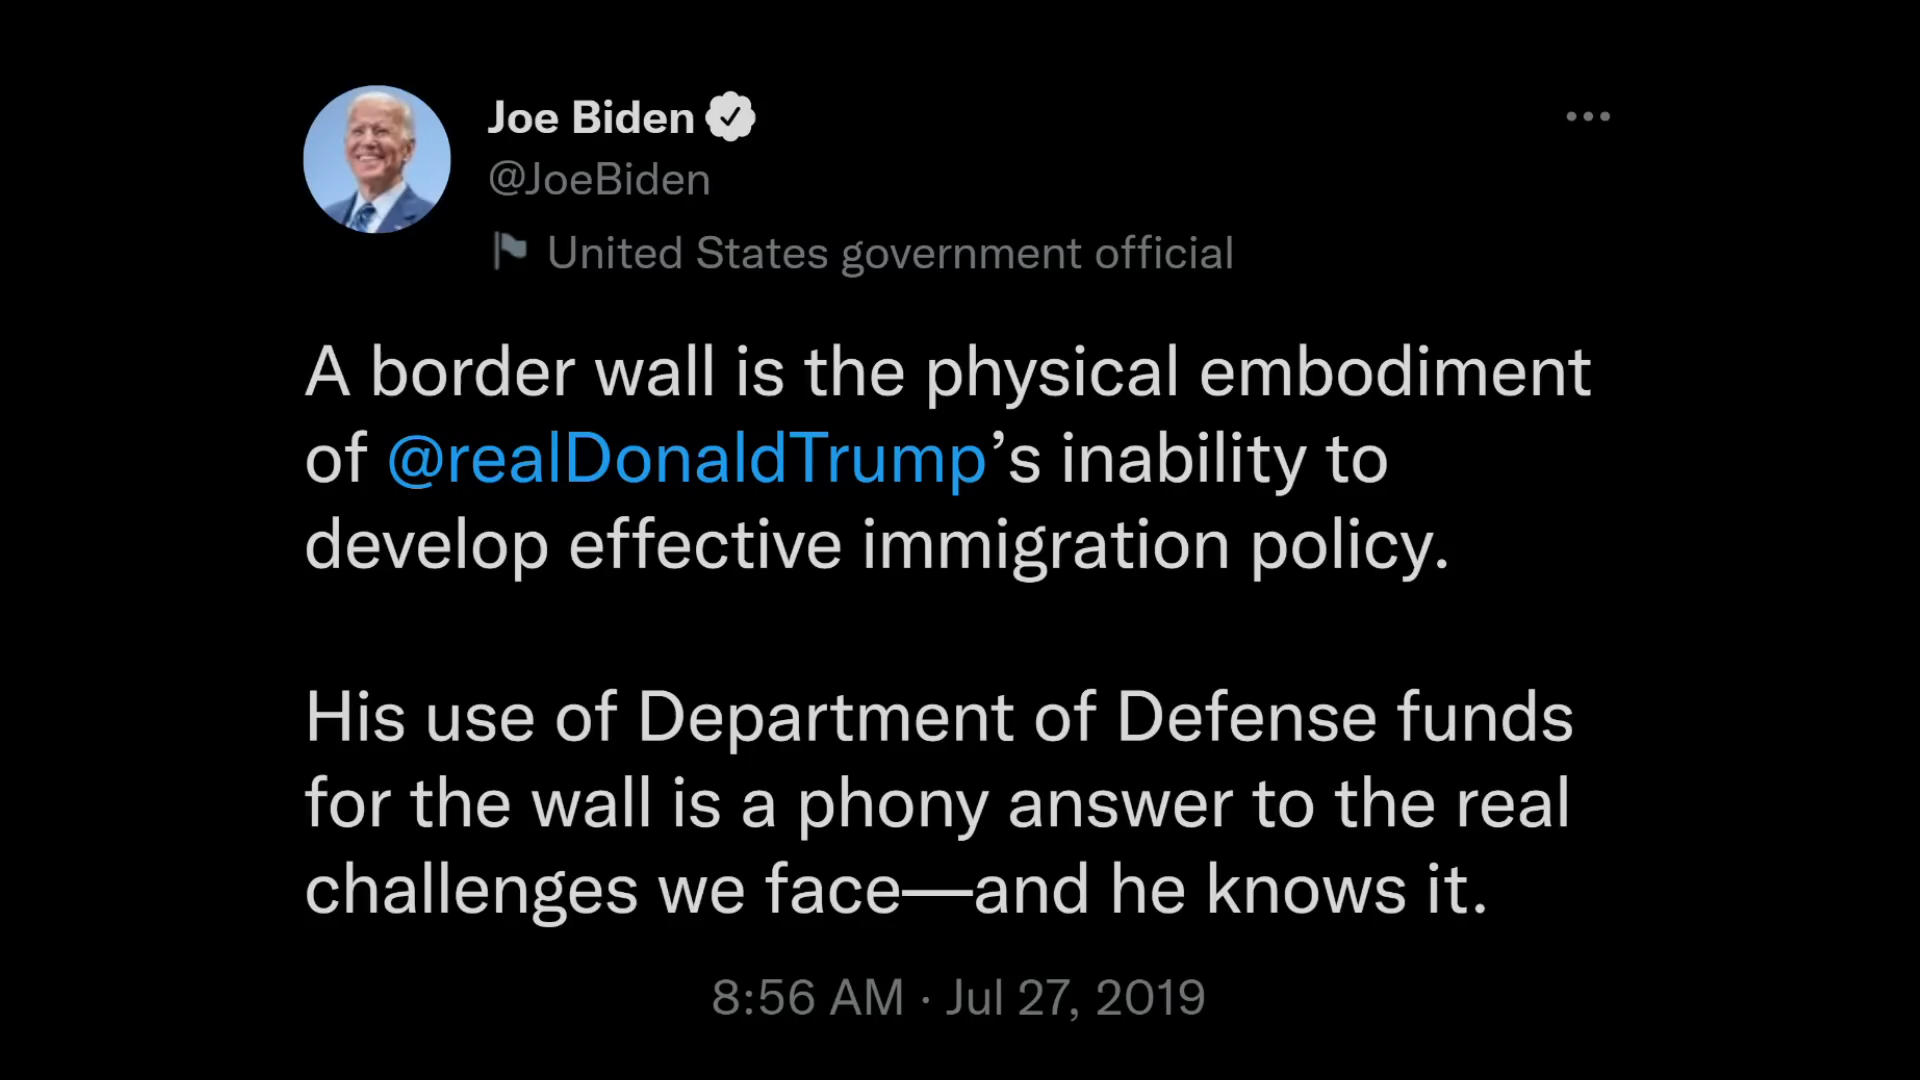 Joe Biden
@JoeBiden
United States government official
A border wall is the physical embodiment
of @realDonaldTrump’s inability to
develop effective immigration policy.
His use of Department of Defense funds
for the wall is a phony answer to the real
challenges we face—and he knows it.
8:56 AM · Jul 27, 2019